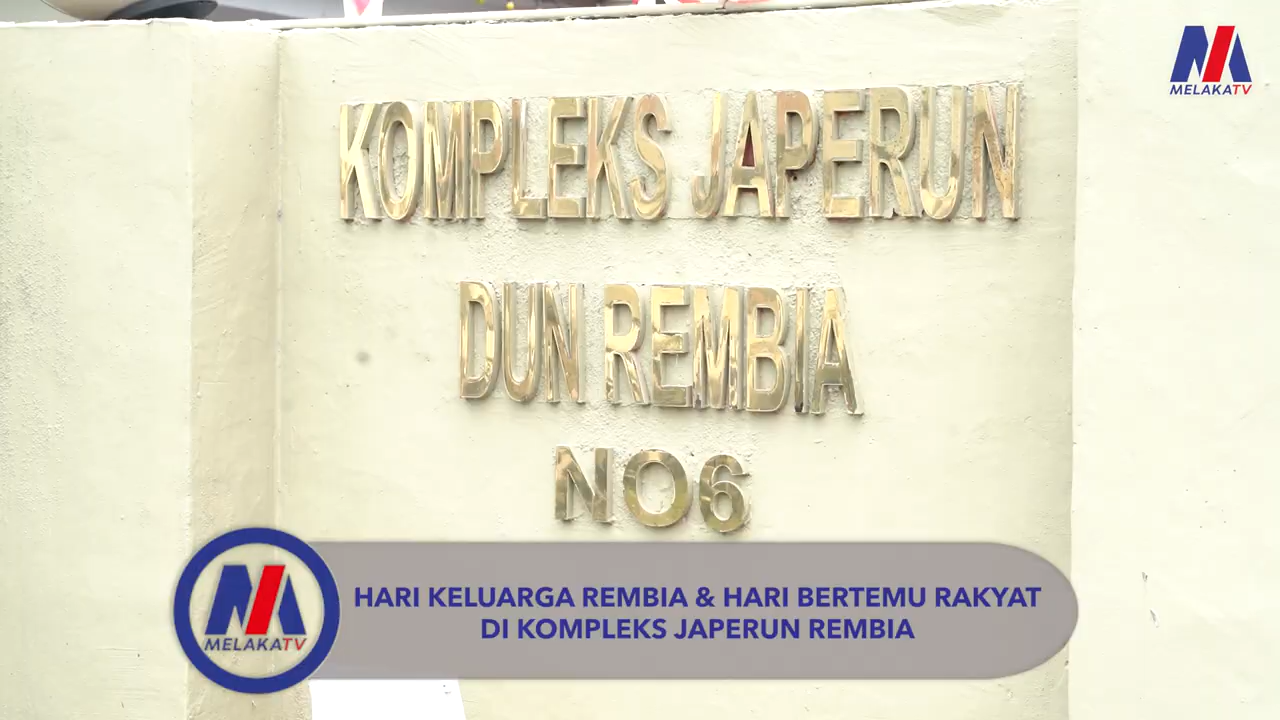 MELAKATV
KOMPLEKS JAPERUN
DUN REMBIA
NO6
HARI KELUARGA REMBIA & HARI BERTEMU RAKYAT
DI KOMPLEKS JAPERUN REMBIA
MELAKATV